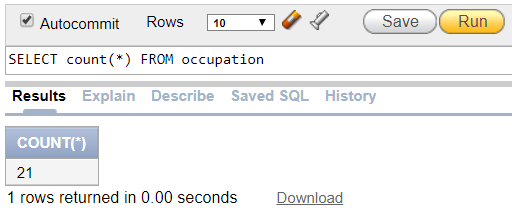 Autocommit Rows 10 Save Run
SELECT count(*) FROM occupation
Results Explain Describe Saved SQL History
COUNT(*)
21
1 rows returned in 0.00 seconds Download